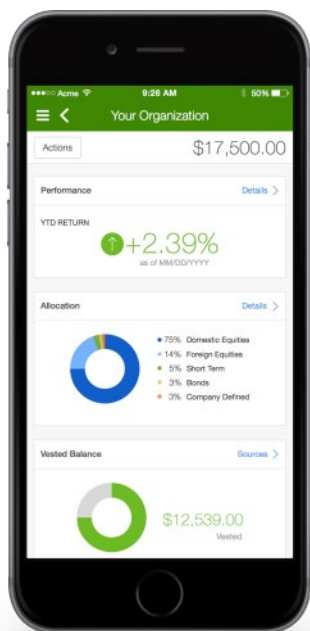 Acme 9:26 AM 50%
Your Organization
Actions $17,500.00
Performance Details >
YTD RETURN
+2.39%
as of MM/DD/YYYY
Allocation Details >
75% Domestic Equities
14% Foreign Equities
5% Short Term
3% Bonds
3% Company Defined
Vested Balance Sources >
$12,539.00
Vested